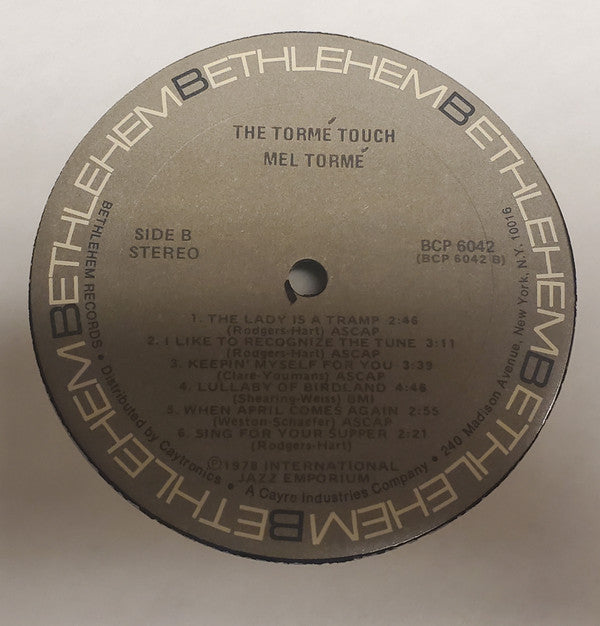 BETHLEHEM BETHLEHEM BETHLEHEM BETHLEHEM BETHLEHEM BETHLEHEM
THE TORMÉ TOUCH
MEL TORMÉ
SIDE B
STEREO
BCP 6042
(BCP 6042 B)
1. THE LADY IS A TRAMP 2:46
(Rodgers-Hart) ASCAP
2. I LIKE TO RECOGNIZE THE TUNE 3:11
(Rodgers-Hart) ASCAP
3. KEEPIN' MYSELF FOR YOU 3:39
(Clare-Youmans) ASCAP
4. LULLABY OF BIRDLAND 4:46
(Shearing-Weiss) BMI
5. WHEN APRIL COMES AGAIN 2:55
(Weston-Schaefer) ASCAP
6. SING FOR YOUR SUPPER 2:21
(Rodgers-Hart)
©1978 INTERNATIONAL
JAZZ EMPORIUM
BETHLEHEM RECORDS • Distributed by Caytronics • A Cayre Industries Company • 240 Madison Avenue, New York, N.Y. 10016